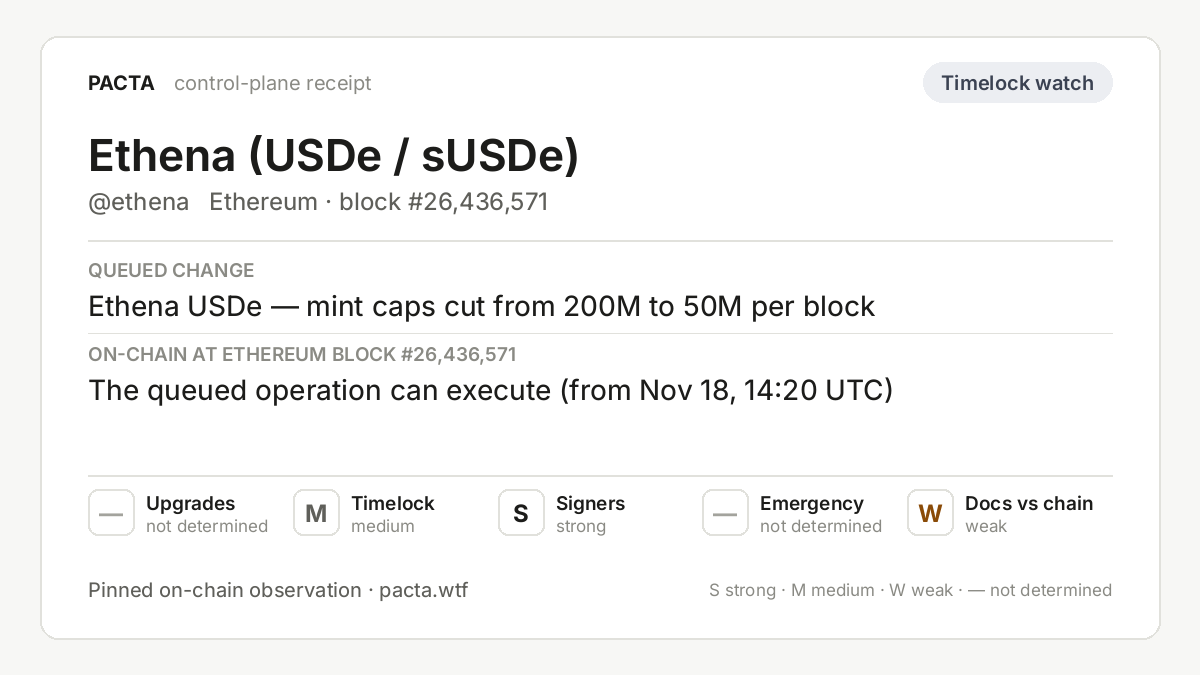 PACTA control-plane receipt Timelock watch
Ethena (USDe / sUSDe)
@ethena Ethereum · block #26,436,571
QUEUED CHANGE
Ethena USDe — mint caps cut from 200M to 50M per block
ON-CHAIN AT ETHEREUM BLOCK #26,436,571
The queued operation can execute (from Nov 18, 14:20 UTC)
— Upgrades not determined
M Timelock medium
S Signers strong
— Emergency not determined
W Docs vs chain weak
Pinned on-chain observation · pacta.wtf
S strong · M medium · W weak · — not determined